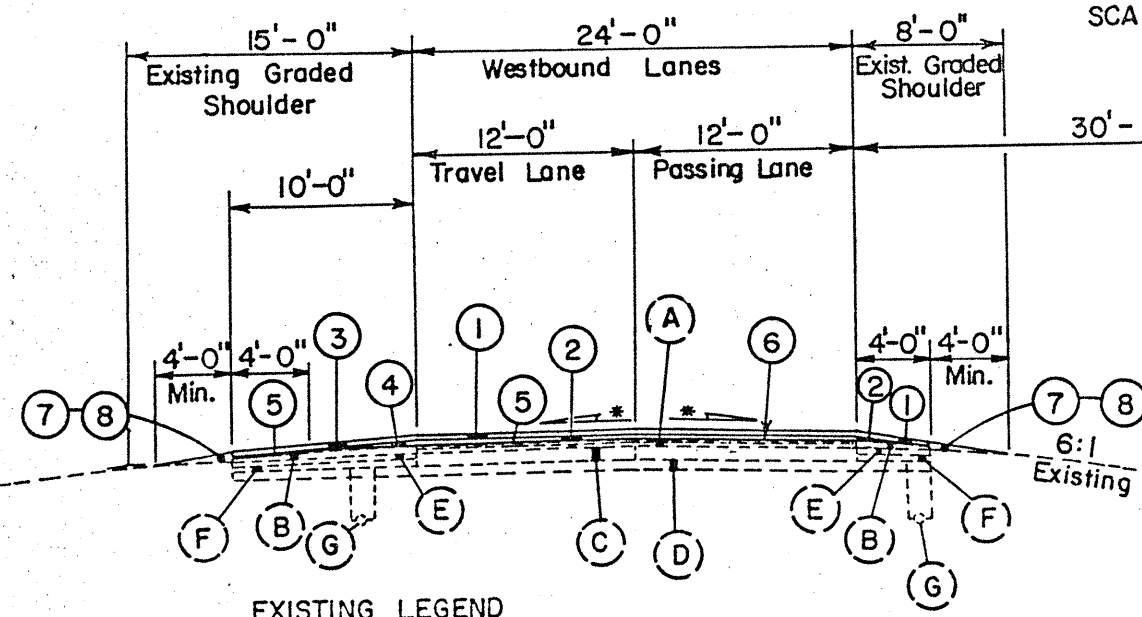 SCA
15'-0" 24'-0" 8'-0"
Existing Graded Shoulder
Westbound Lanes
Exist. Graded Shoulder
12'-0" 12'-0" 30'-
Travel Lane Passing Lane
10'-0"
3 1 2 A 6
4'-0" 4'-0" 4'-0" 4'-0"
Min. Min.
5 4 5 * * 2 1
7 8 7 8
6:1
Existing
F B G E C D E B F G
EXISTING LEGEND